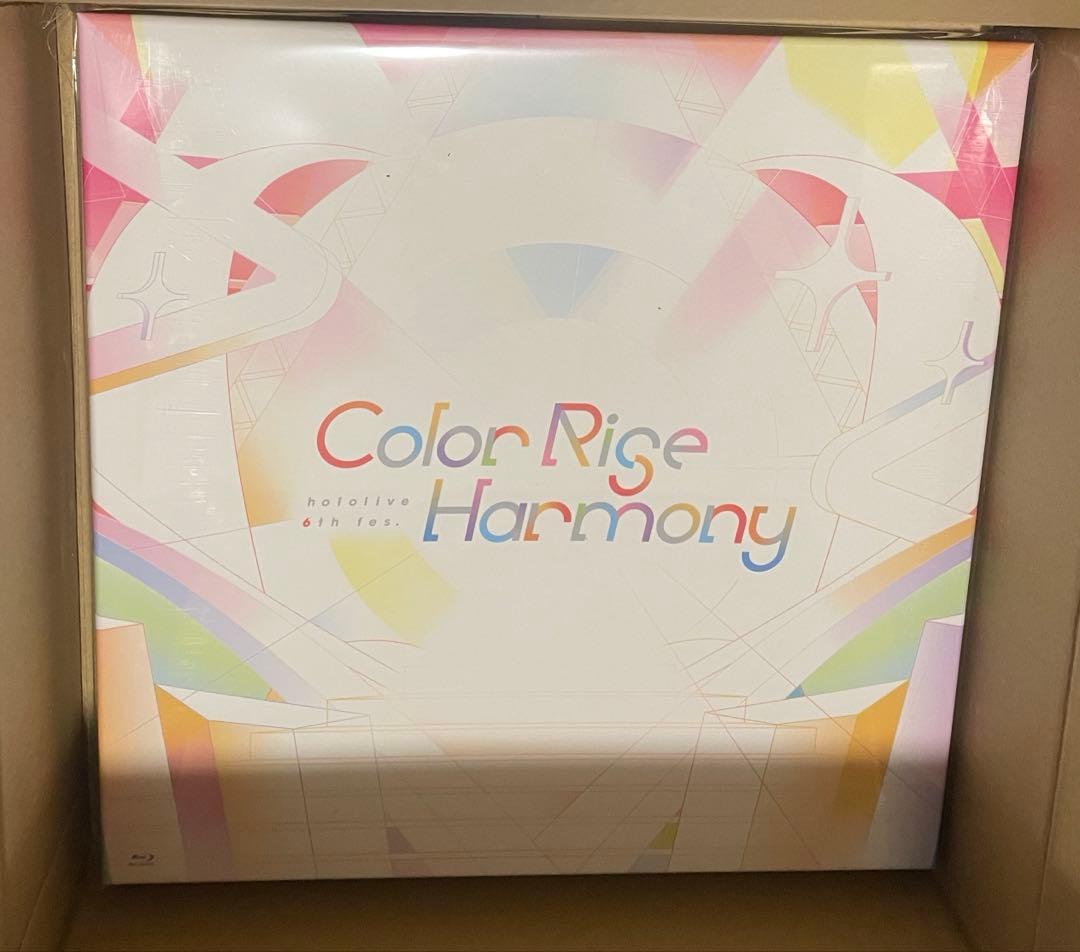 Color Rise
hololive
6th fes.
Harmony